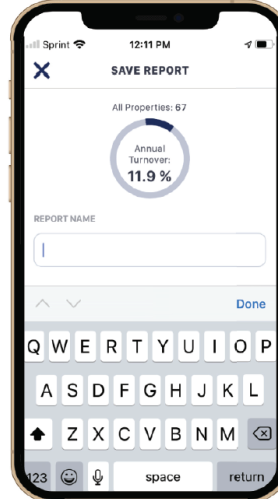 Sprint 12:11 PM
SAVE REPORT
All Properties: 67
Annual
Turnover:
11.9 %
REPORT NAME
Done
Q W E R T Y U I O P
A S D F G H J K L
Z X C V B N M
123 space return